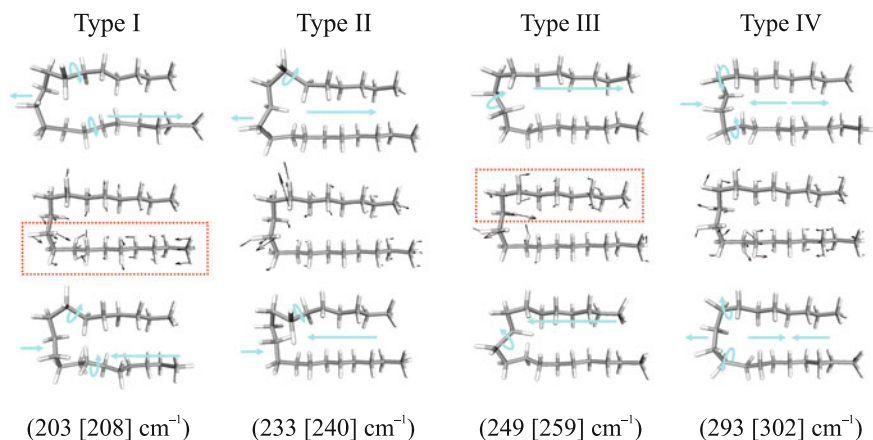 Type I Type II Type III Type IV
(203 [208] cm⁻¹) (233 [240] cm⁻¹) (249 [259] cm⁻¹) (293 [302] cm⁻¹)